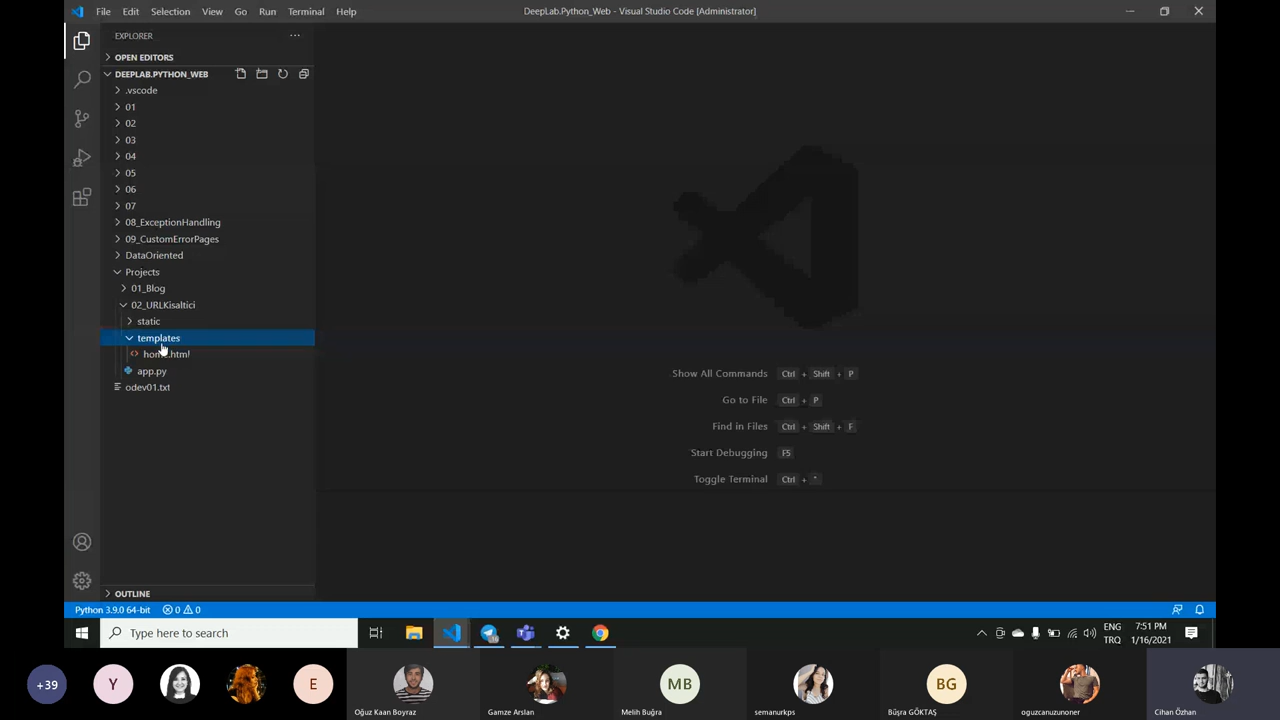 File Edit Selection View Go Run Terminal Help
DeepLab.Python_Web - Visual Studio Code [Administrator]
EXPLORER
OPEN EDITORS
DEEPLAB.PYTHON_WEB
.vscode
01
02
03
04
05
06
07
08_ExceptionHandling
09_CustomErrorPages
DataOriented
Projects
01_Blog
02_URLKisaltici
static
templates
home.html
app.py
odev01.txt
OUTLINE
Show All Commands Ctrl + Shift + P
Go to File Ctrl + P
Find in Files Ctrl + Shift + F
Start Debugging F5
Toggle Terminal Ctrl + "
Python 3.9.0 64-bit 0 0
Type here to search
16
ENG
TRQ
7:51 PM
1/16/2021
+39
Y
E
MB
BG
Oğuz Kaan Boyraz
Gamze Arslan
Melih Buğra
semanurkps
Büşra GÖKTAŞ
oguzcanuzunoner
Cihan Özhan